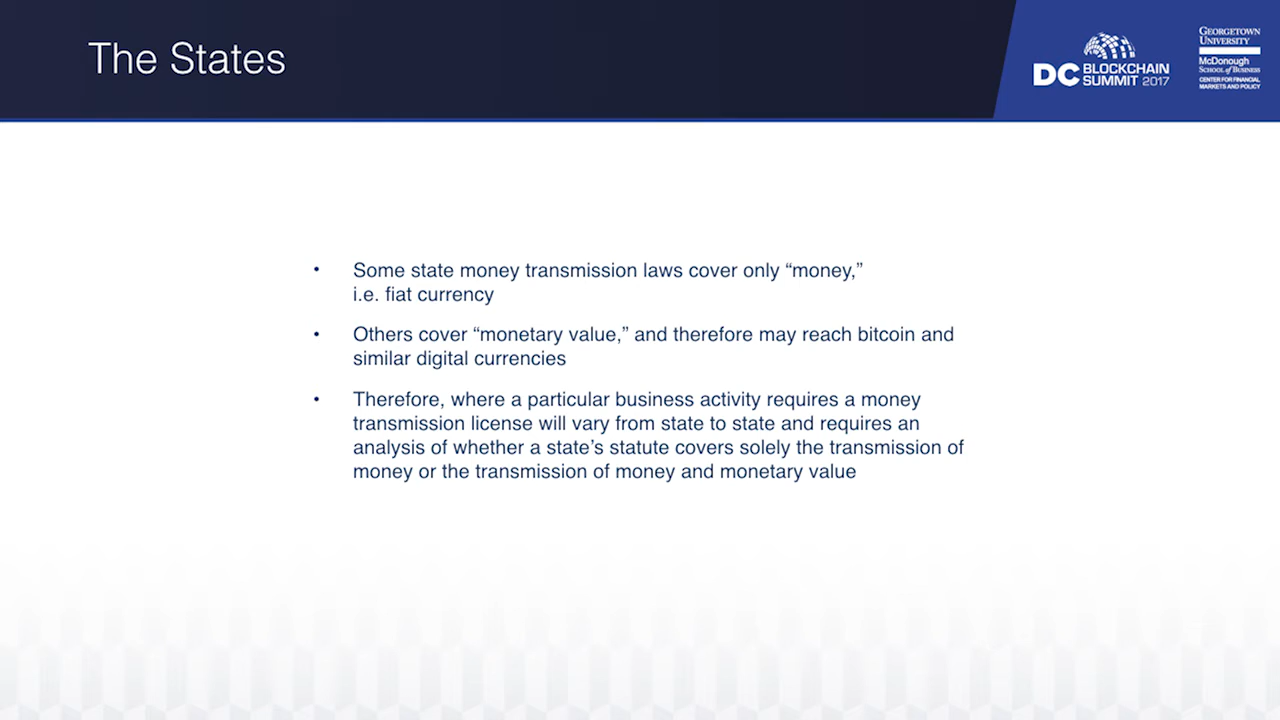 The States
DC BLOCKCHAIN
SUMMIT 2017
GEORGETOWN
UNIVERSITY
McDonough
SCHOOL of BUSINESS
CENTER FOR FINANCIAL
MARKETS AND POLICY
• Some state money transmission laws cover only “money,”
i.e. fiat currency
• Others cover “monetary value,” and therefore may reach bitcoin and
similar digital currencies
• Therefore, where a particular business activity requires a money
transmission license will vary from state to state and requires an
analysis of whether a state’s statute covers solely the transmission of
money or the transmission of money and monetary value